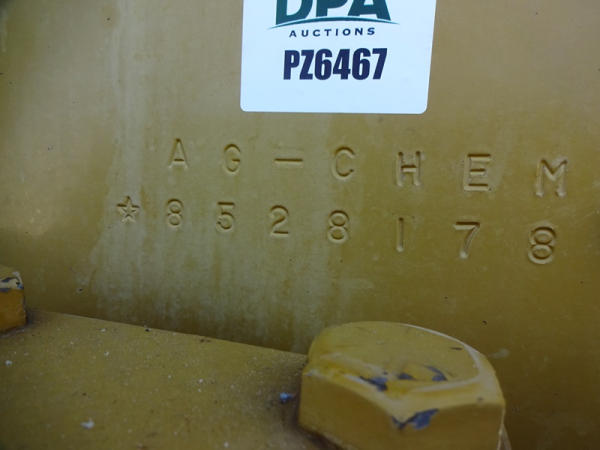 DPA
AUCTIONS
PZ6467
AG-CHEM
☆8528178